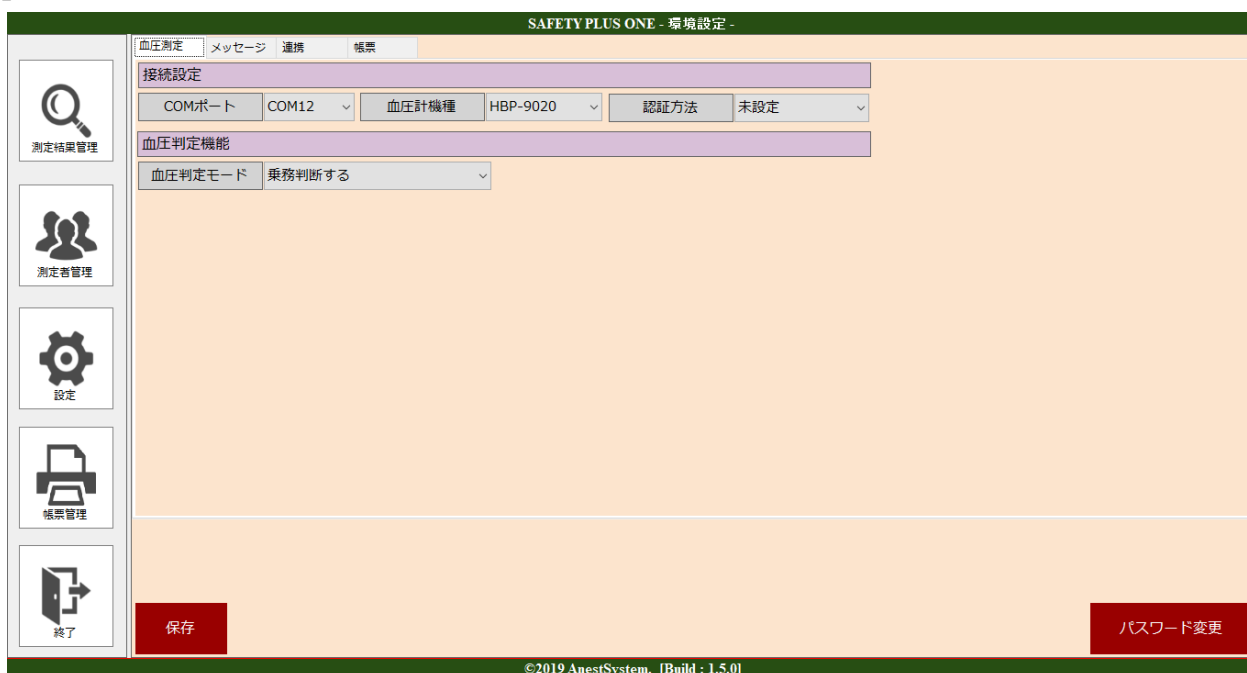 SAFETY PLUS ONE - 環境設定 -
血圧測定 メッセージ 連携 帳票
接続設定
COMポート COM12 血圧計機種 HBP-9020 認証方法 未設定
血圧判定機能
血圧判定モード 乗務判断する
測定結果管理
測定者管理
設定
帳票管理
終了
保存
パスワード変更
©2019 AnestSystem. [Build : 1.5.0]